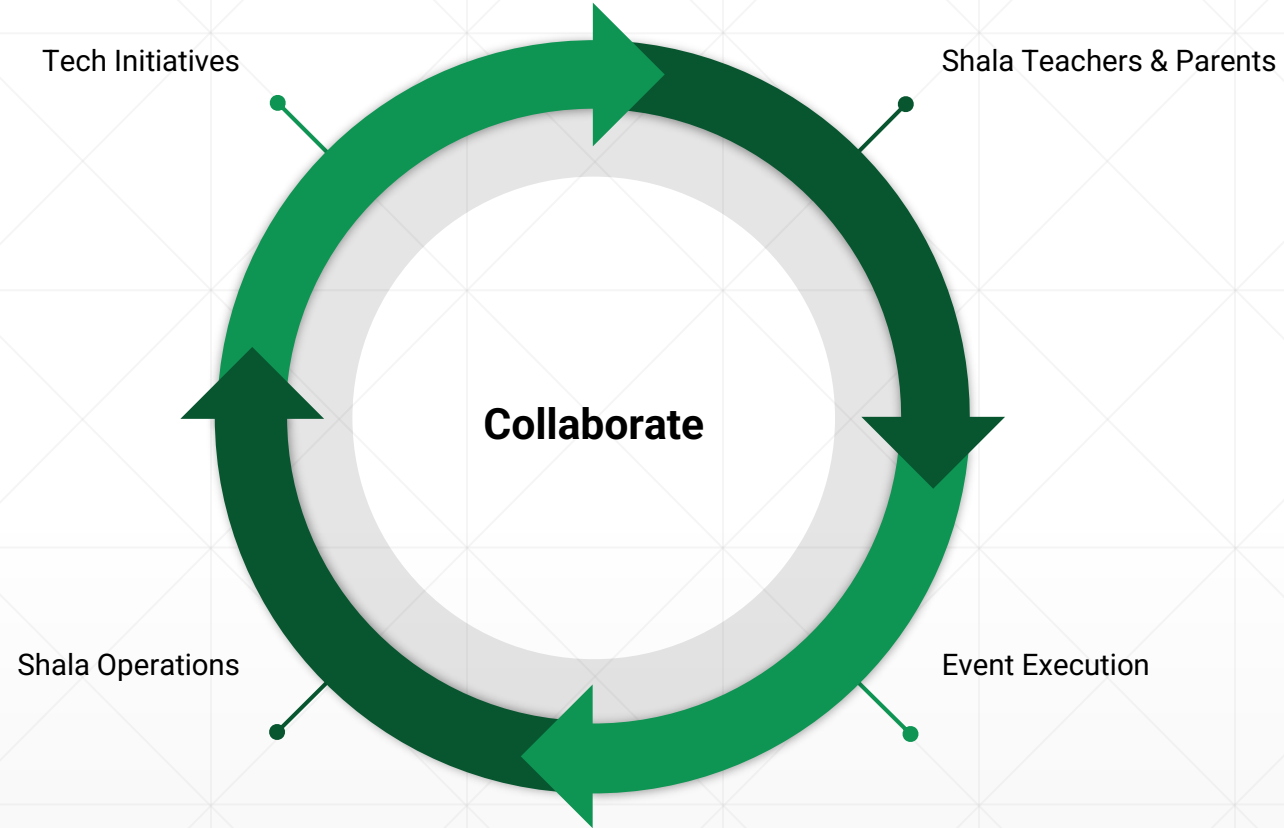 Tech Initiatives
Shala Teachers & Parents
Collaborate
Shala Operations
Event Execution